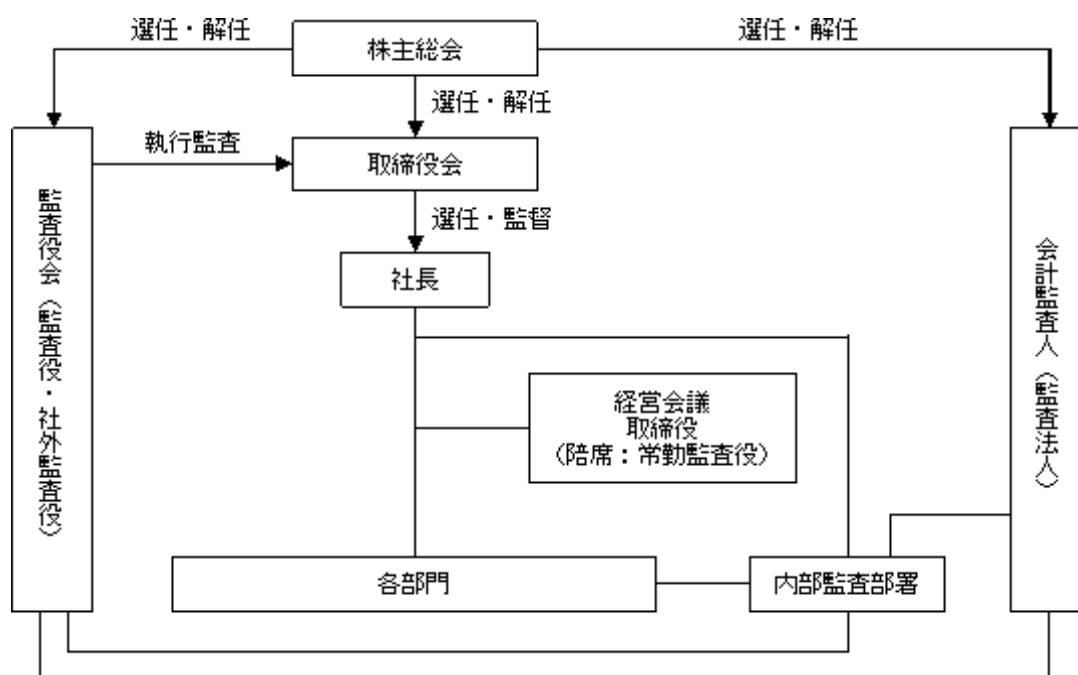 選任・解任
株主総会
選任・解任
選任・解任
執行監査
取締役会
選任・監督
監査役会（監査役・社外監査役）
社長
会計監査人（監査法人）
経営会議
取締役
（陪席：常勤監査役）
各部門
内部監査部署